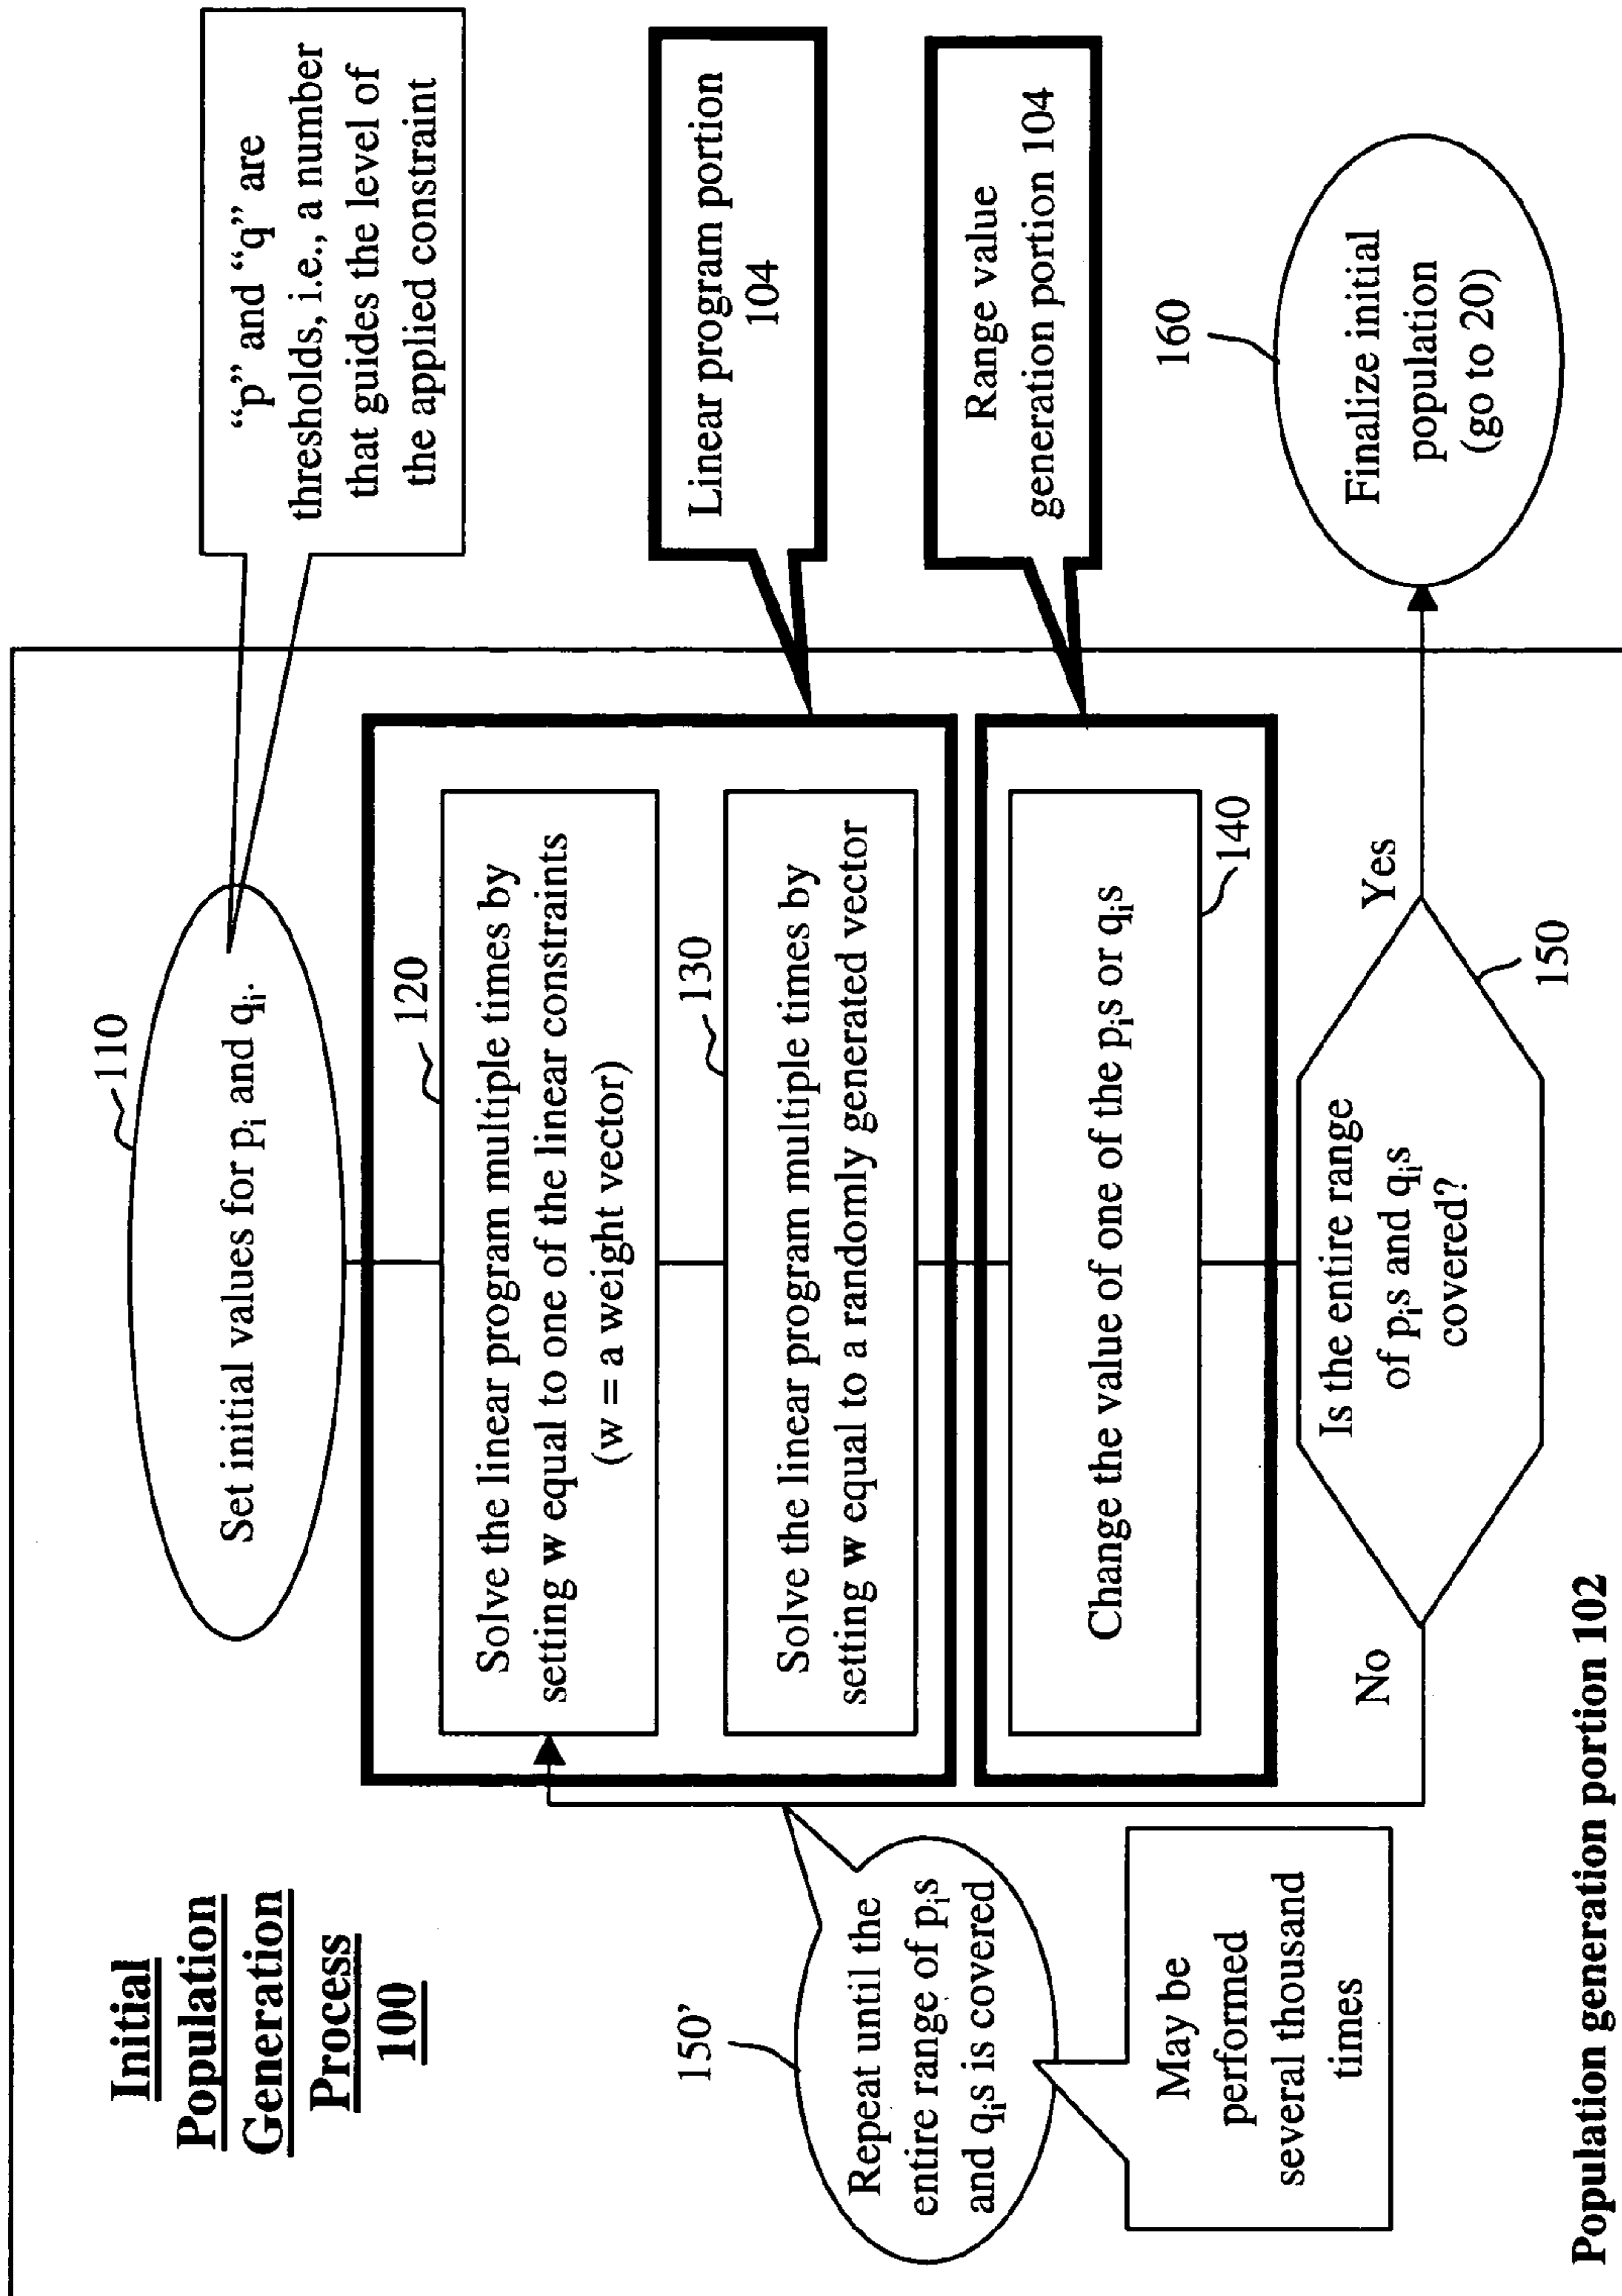 Initial
Population
Generation
Process
100
110
Set initial values for pi and qi.
"p" and "q" are
thresholds, i.e., a number
that guides the level of
the applied constraint
120
Solve the linear program multiple times by
setting w equal to one of the linear constraints
(w = a weight vector)
Linear program portion
104
130
Solve the linear program multiple times by
setting w equal to a randomly generated vector
Change the value of one of the pis or qis
140
Range value
generation portion 104
150'
Repeat until the
entire range of pis
and qis is covered
May be
performed
several thousand
times
No
Is the entire range
of pis and qis
covered?
Yes
150
160
Finalize initial
population
(go to 20)
Population generation portion 102